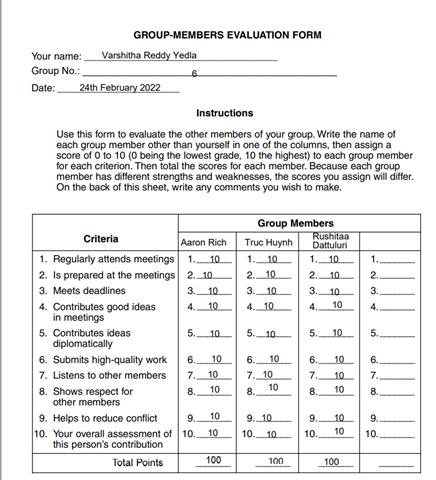 GROUP-MEMBERS EVALUATION FORM
Your name: Varshitha Reddy Yedla
Group No.: 6
Date: 24th February 2022
Instructions
Use this form to evaluate the other members of your group. Write the name of
each group member other than yourself in one of the columns, then assign a
score of 0 to 10 (0 being the lowest grade, 10 the highest) to each group member
for each criterion. Then total the scores for each member. Because each group
member has different strengths and weaknesses, the scores you assign will differ.
On the back of this sheet, write any comments you wish to make.
Group Members
Criteria Aaron Rich Truc Huynh Rushitaa
Dattuluri
1. Regularly attends meetings 1. 10 1. 10 1. 10 1.
2. Is prepared at the meetings 2. 10 2. 10 2. 10 2.
3. Meets deadlines 3. 10 3. 10 3. 10 3.
4. Contributes good ideas 4. 10 4. 10 4. 10 4.
in meetings
5. Contributes ideas 5. 10 5. 10 5. 10 5.
diplomatically
6. Submits high-quality work 6. 10 6. 10 6. 10 6.
7. Listens to other members 7. 10 7. 10 7. 10 7.
8. Shows respect for 8. 10 8. 10 8. 10 8.
other members
9. Helps to reduce conflict 9. 10 9. 10 9. 10 9.
10. Your overall assessment of 10. 10 10. 10 10. 10 10.
this person's contribution
Total Points 100 100 100